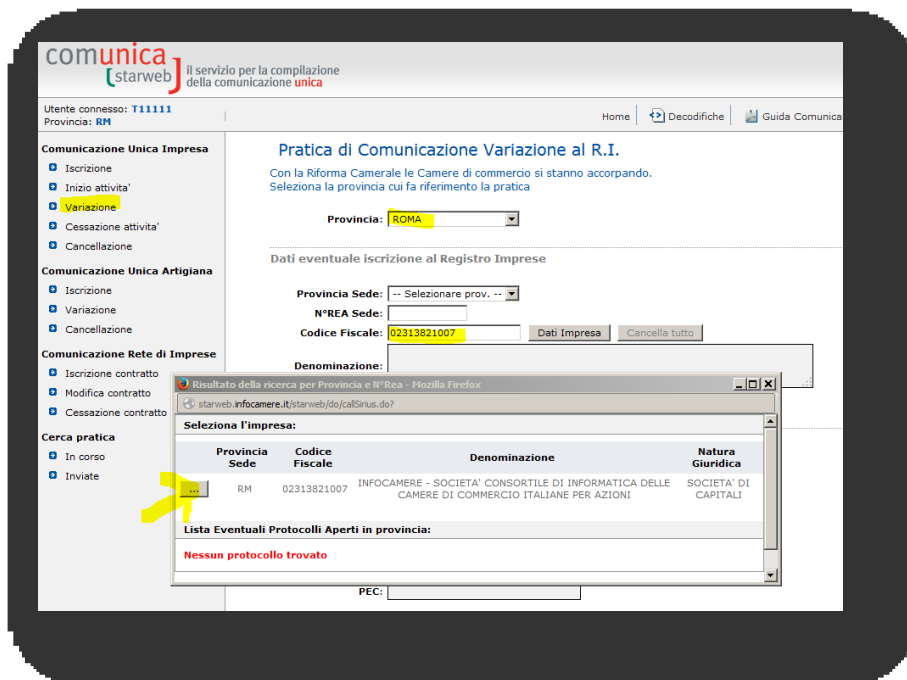 comunica
starweb
il servizio per la compilazione
della comunicazione unica
Utente connesso: T11111
Provincia: RM
Home
Decodifiche
Guida Comunica
Comunicazione Unica Impresa
Iscrizione
Inizio attivita'
Variazione
Cessazione attivita'
Cancellazione
Comunicazione Unica Artigiana
Iscrizione
Variazione
Cancellazione
Comunicazione Rete di Imprese
Iscrizione contratto
Modifica contratto
Cessazione contratto
Cerca pratica
In corso
Inviate
Pratica di Comunicazione Variazione al R.I.
Con la Riforma Camerale le Camere di commercio si stanno accorpando.
Seleziona la provincia cui fa riferimento la pratica
Provincia: ROMA
Dati eventuale iscrizione al Registro Imprese
Provincia Sede: -- Selezionare prov. --
N°REA Sede:
Codice Fiscale: 02313821007 Dati Impresa Cancella tutto
Denominazione:
Risultato della ricerca per Provincia e N°Rea - Mozilla Firefox
starweb.infocamere.it/starweb/do/callSirius.do?
Seleziona l'impresa:
Provincia Sede
Codice Fiscale
Denominazione
Natura Giuridica
...
RM
02313821007
INFOCAMERE - SOCIETA' CONSORTILE DI INFORMATICA DELLE
CAMERE DI COMMERCIO ITALIANE PER AZIONI
SOCIETA' DI
CAPITALI
Lista Eventuali Protocolli Aperti in provincia:
Nessun protocollo trovato
PEC: